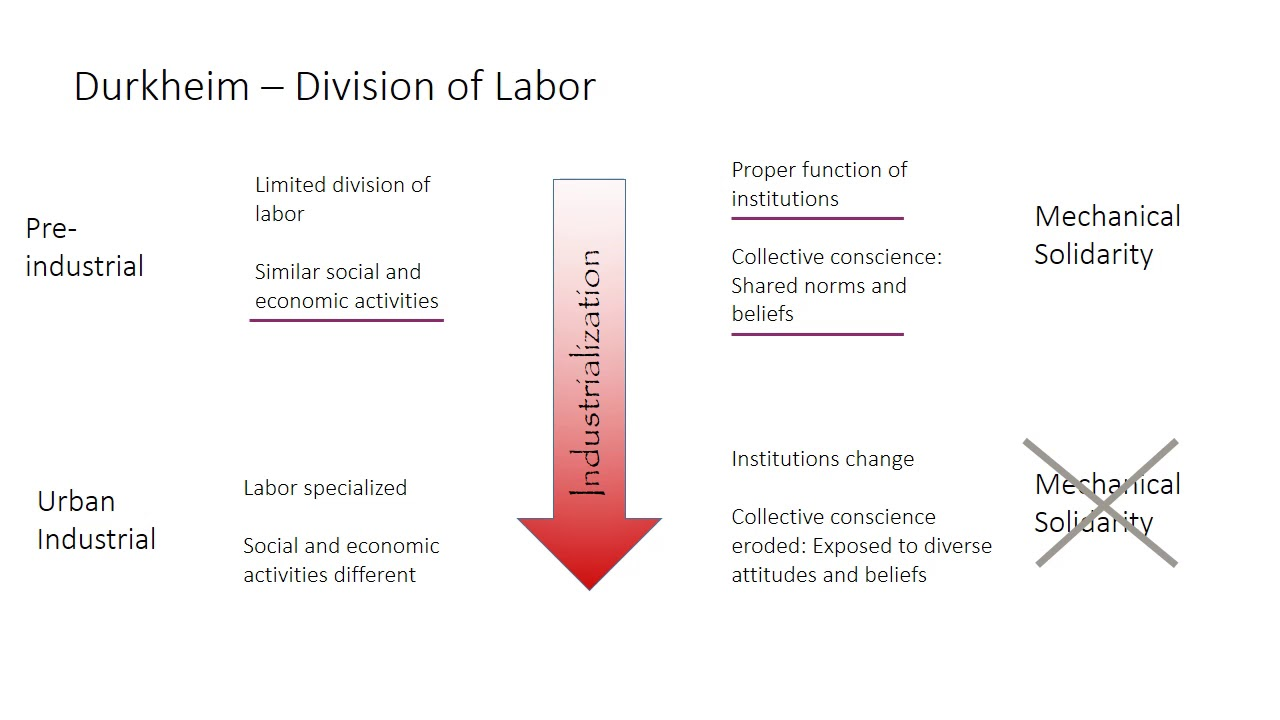 Durkheim – Division of Labor
Pre-
industrial
Limited division of
labor
Similar social and
economic activities
Industrialization
Proper function of
institutions
Collective conscience:
Shared norms and
beliefs
Mechanical
Solidarity
Urban
Industrial
Labor specialized
Social and economic
activities different
Institutions change
Collective conscience
eroded: Exposed to diverse
attitudes and beliefs
Mechanical
Solidarity